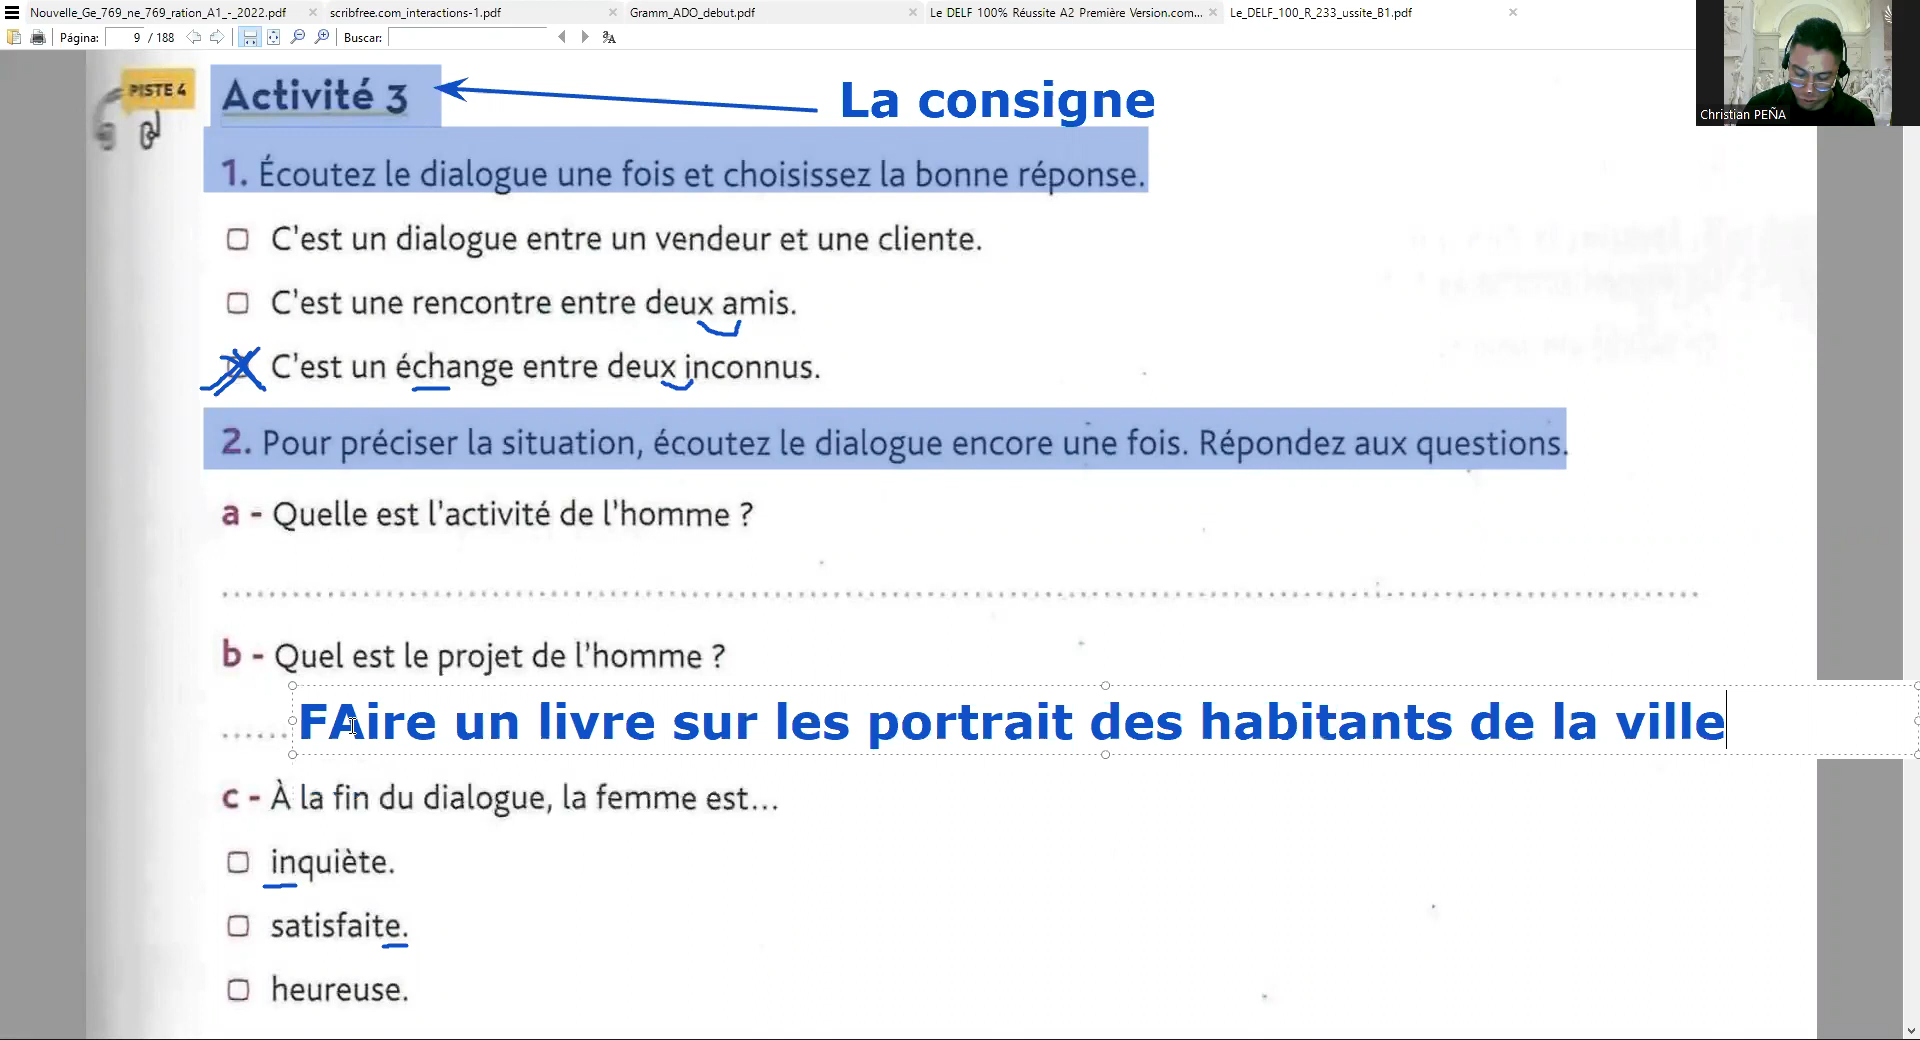 Nouvelle_Ge_769_ne_769_ration_A1_-_2022.pdf × scribfree.com_interactions-1.pdf × Gramm_ADO_debut.pdf × Le DELF 100% Réussite A2 Première Version.com... × Le_DELF_100_R_233_ussite_B1.pdf ×
Página: 9 / 188 Buscar:
PISTE 4
Activité 3
La consigne
Christian PEÑA
1. Écoutez le dialogue une fois et choisissez la bonne réponse.
C'est un dialogue entre un vendeur et une cliente.
C'est une rencontre entre deux amis.
C'est un échange entre deux inconnus.
2. Pour préciser la situation, écoutez le dialogue encore une fois. Répondez aux questions.
a - Quelle est l'activité de l'homme ?
b - Quel est le projet de l'homme ?
FAire un livre sur les portrait des habitants de la ville
c - À la fin du dialogue, la femme est...
inquiète.
satisfaite.
heureuse.